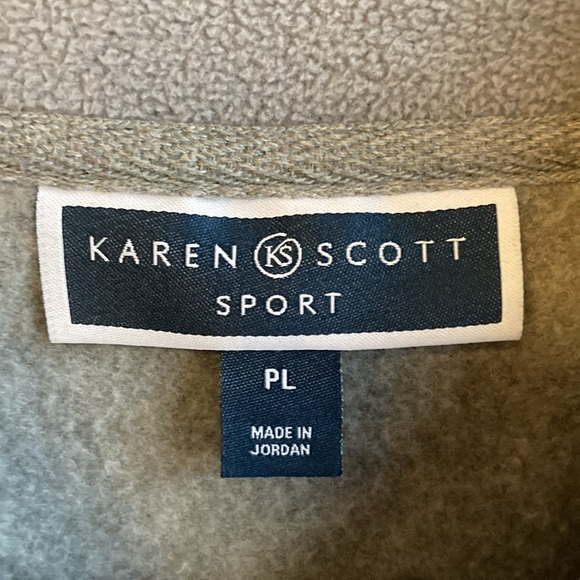 KAREN KS SCOTT
SPORT
PL
MADE IN
JORDAN